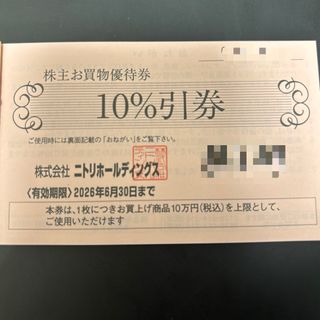 株主お買物優待券
10%引券
ご使用時には裏面記載の「おねがい」をご覧下さい。
株式会社 ニトリホールディングス
〈有効期限〉2026年6月30日まで
本券は、1枚につきお買上げ商品10万円(税込)を上限として、
ご使用いただけます